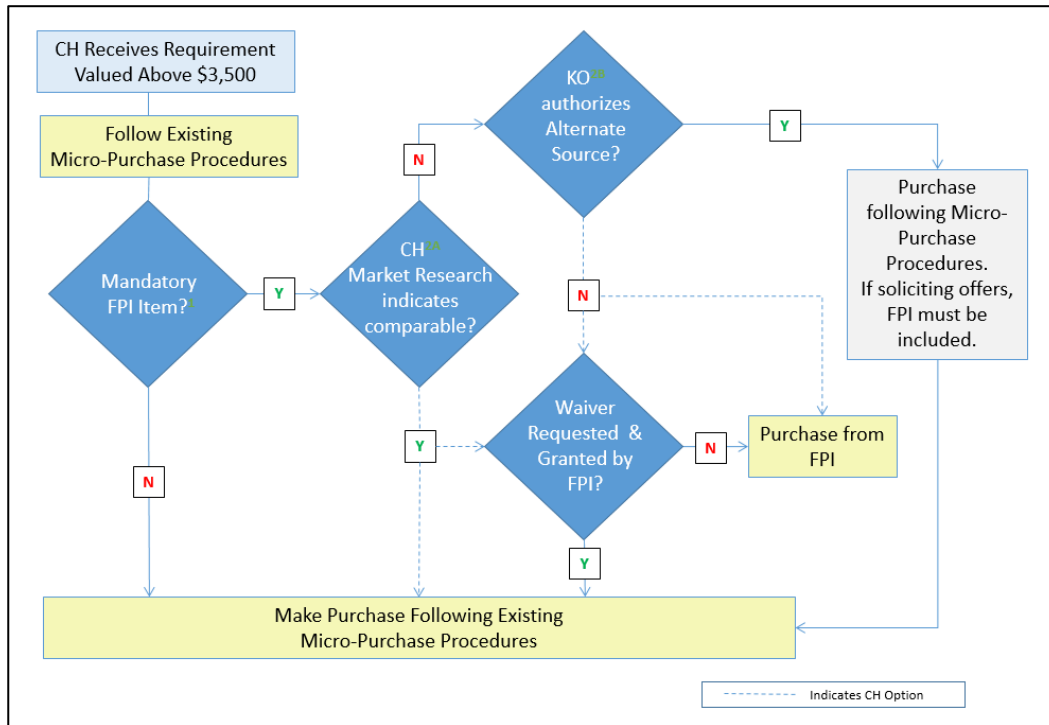 CH Receives Requirement
Valued Above $3,500
Follow Existing
Micro-Purchase Procedures
Mandatory
FPI Item?
Y
N
CH
Market Research
indicates
comparable?
N
Y
KO
authorizes
Alternate
Source?
Y
N
Purchase
following Micro-
Purchase
Procedures.
If soliciting offers,
FPI must be
included.
Waiver
Requested & 
Granted by
FPI?
N
Y
Purchase from
FPI
Make Purchase Following Existing
Micro-Purchase Procedures
Indicates CH Option